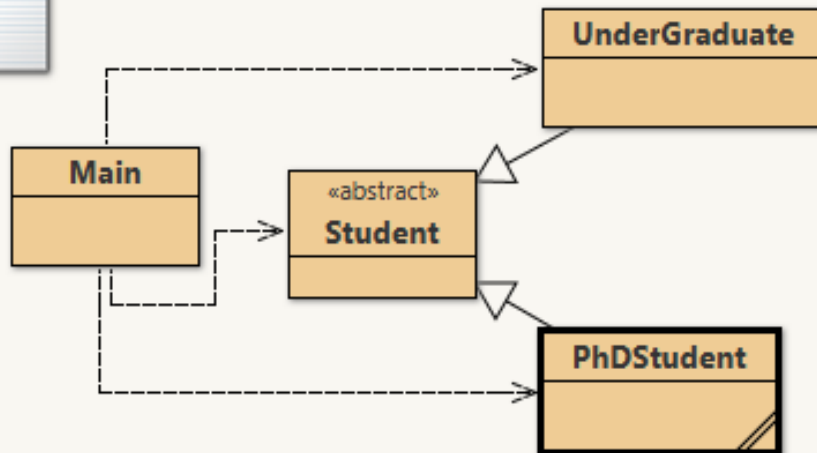 UnderGraduate
Main
«abstract»
Student
PhDStudent